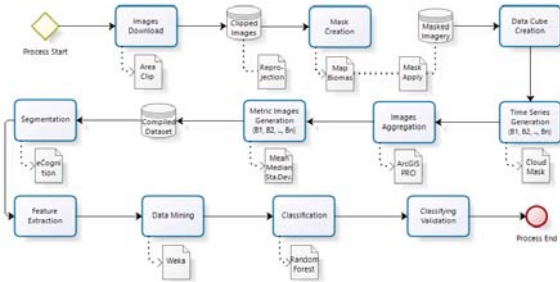 Process Start
Images
Download
Area
Clip
Clipped
Images
Repro-
jection
Mask
Creation
Map
Biomas
Mask
Apply
Masked
Imagery
Data Cube
Creation
Time Series
Generation
(B1, B2, .., Bn)
Cloud
Mask
Images
Aggregation
ArcGIS
PRO
Metric Images
Generation
(B1, B2, .., Bn)
Mean
Median
Sta.Dev.
Compiled
Dataset
Segmentation
eCogni
tion
Feature
Extraction
Data Mining
Weka
Classification
Random
Forest
Classifying
Validation
Process End